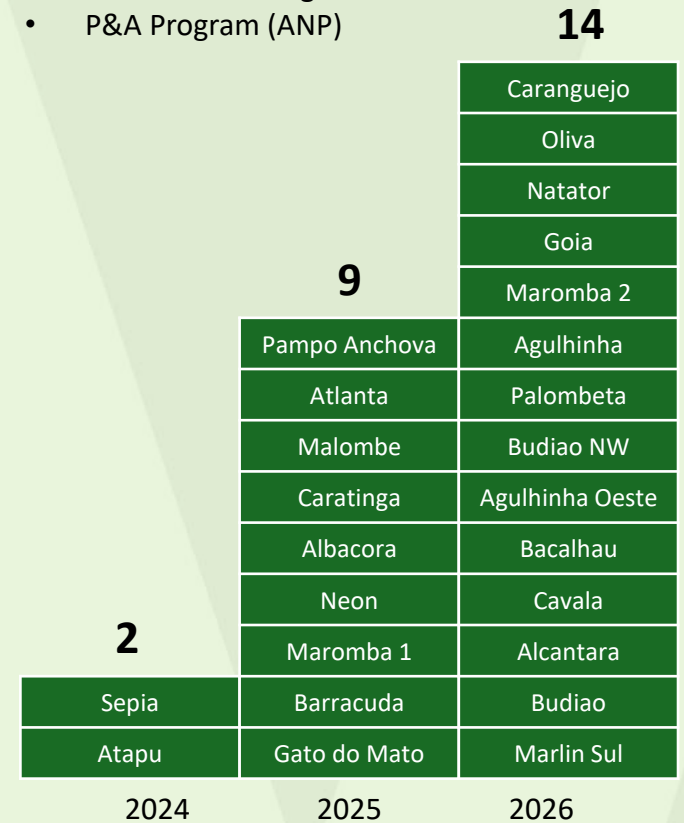 • P&A Program (ANP)
14
Caranguejo
Oliva
Natator
Goia
9
Maromba 2
Pampo Anchova Agulhinha
Atlanta Palombeta
Malombe Budiao NW
Caratinga Agulhinha Oeste
Albacora Bacalhau
Neon Cavala
2
Maromba 1 Alcantara
Sepia Barracuda Budiao
Atapu Gato do Mato Marlin Sul
2024 2025 2026